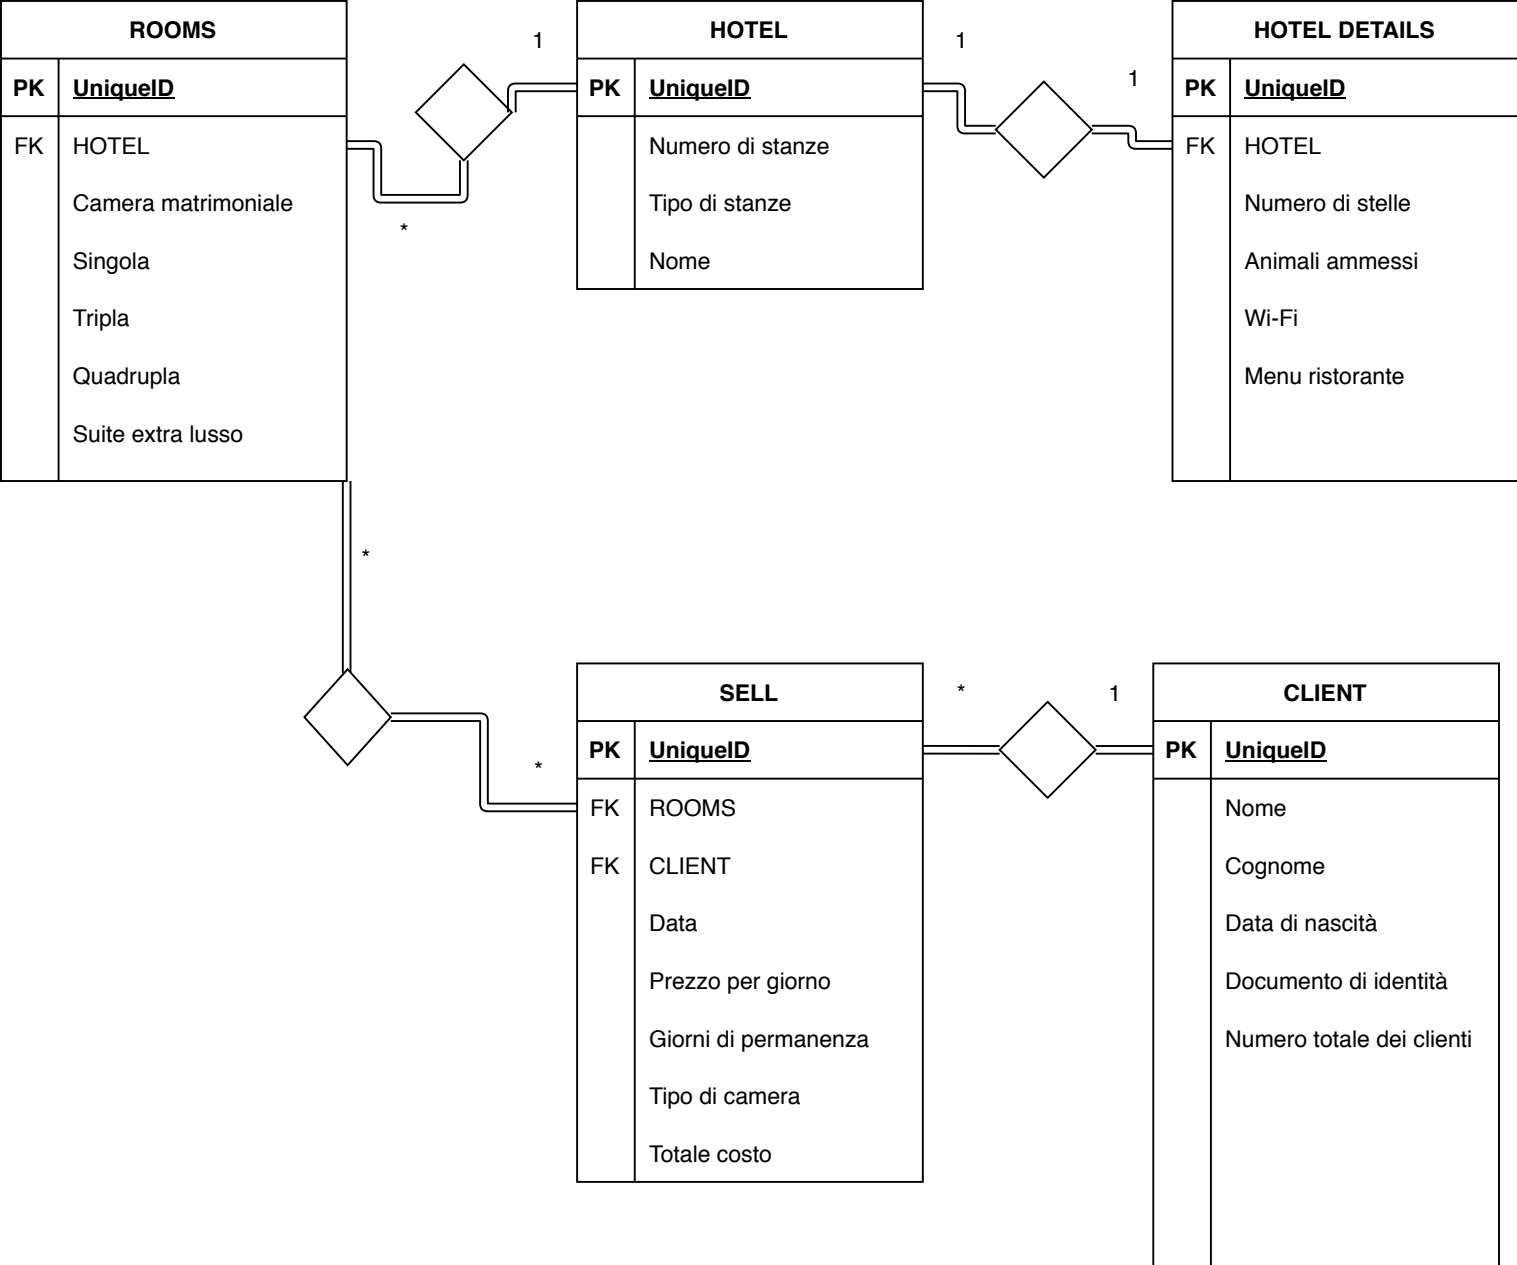 ROOMS
PK UniqueID
FK HOTEL
Camera matrimoniale
Singola
Tripla
Quadrupla
Suite extra lusso
1
*
HOTEL
PK UniqueID
Numero di stanze
Tipo di stanze
Nome
1
1
HOTEL DETAILS
PK UniqueID
FK HOTEL
Numero di stelle
Animali ammessi
Wi-Fi
Menu ristorante
*
*
SELL
PK UniqueID
FK ROOMS
FK CLIENT
Data
Prezzo per giorno
Giorni di permanenza
Tipo di camera
Totale costo
*
1
CLIENT
PK UniqueID
Nome
Cognome
Data di nascità
Documento di identità
Numero totale dei clienti